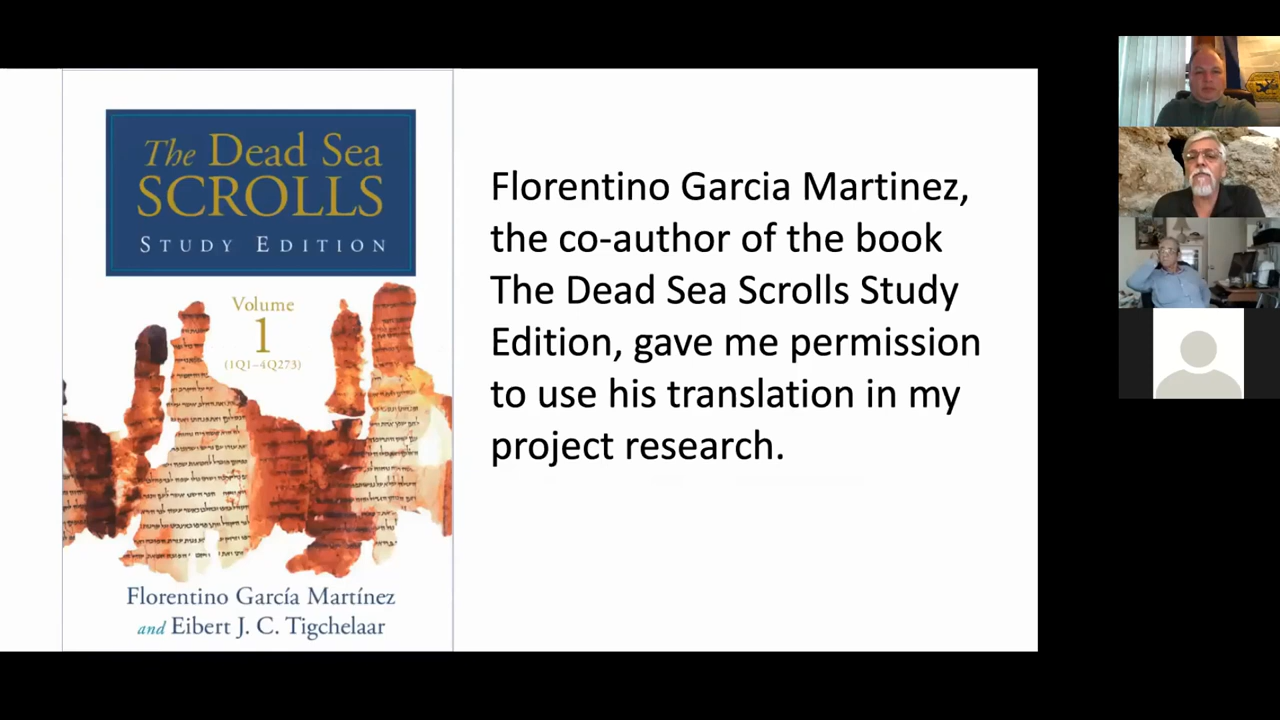 The Dead Sea
SCROLLS
STUDY EDITION
Volume
1
(1Q1–4Q273)
Florentino García Martínez
and Eibert J. C. Tigchelaar
Florentino Garcia Martinez,
the co-author of the book
The Dead Sea Scrolls Study
Edition, gave me permission
to use his translation in my
project research.